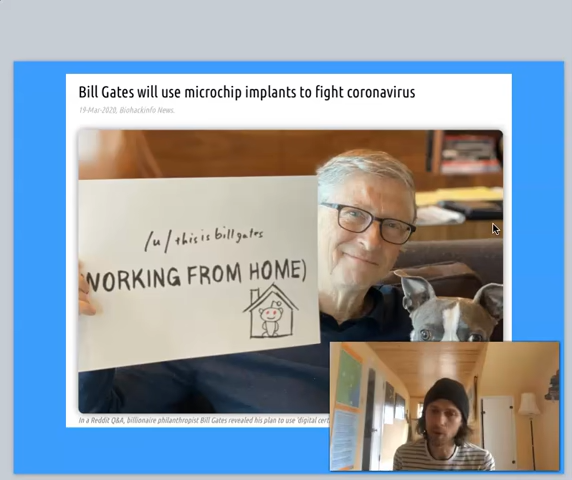 Bill Gates will use microchip implants to fight coronavirus
19-Mar-2020, Biohackinfo News.
/u/thisisbillgates
WORKING FROM HOME)
In a Reddit Q&A, billionaire philanthropist Bill Gates revealed his plan to use 'digital cert